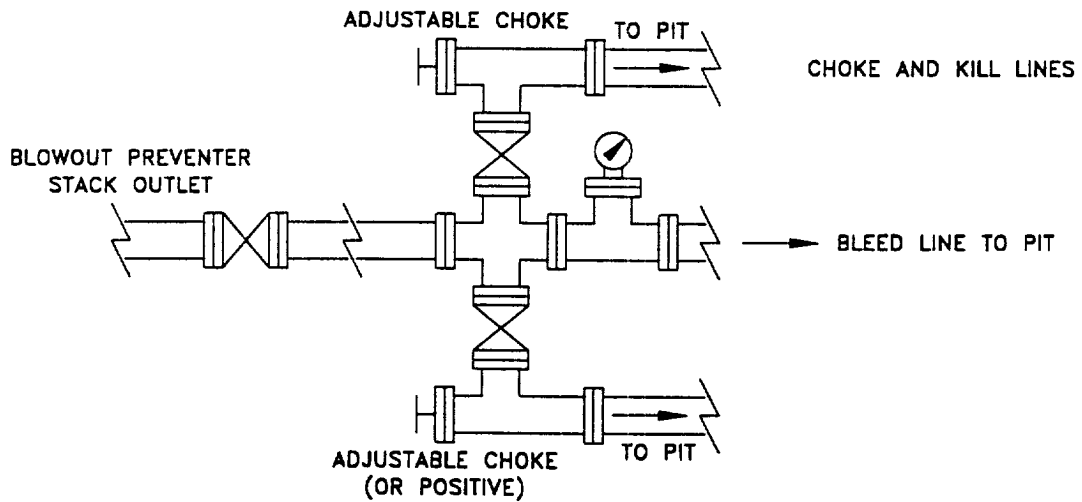 ADJUSTABLE CHOKE
TO PIT
CHOKE AND KILL LINES
BLOWOUT PREVENTER
STACK OUTLET
BLEED LINE TO PIT
TO PIT
ADJUSTABLE CHOKE
(OR POSITIVE)